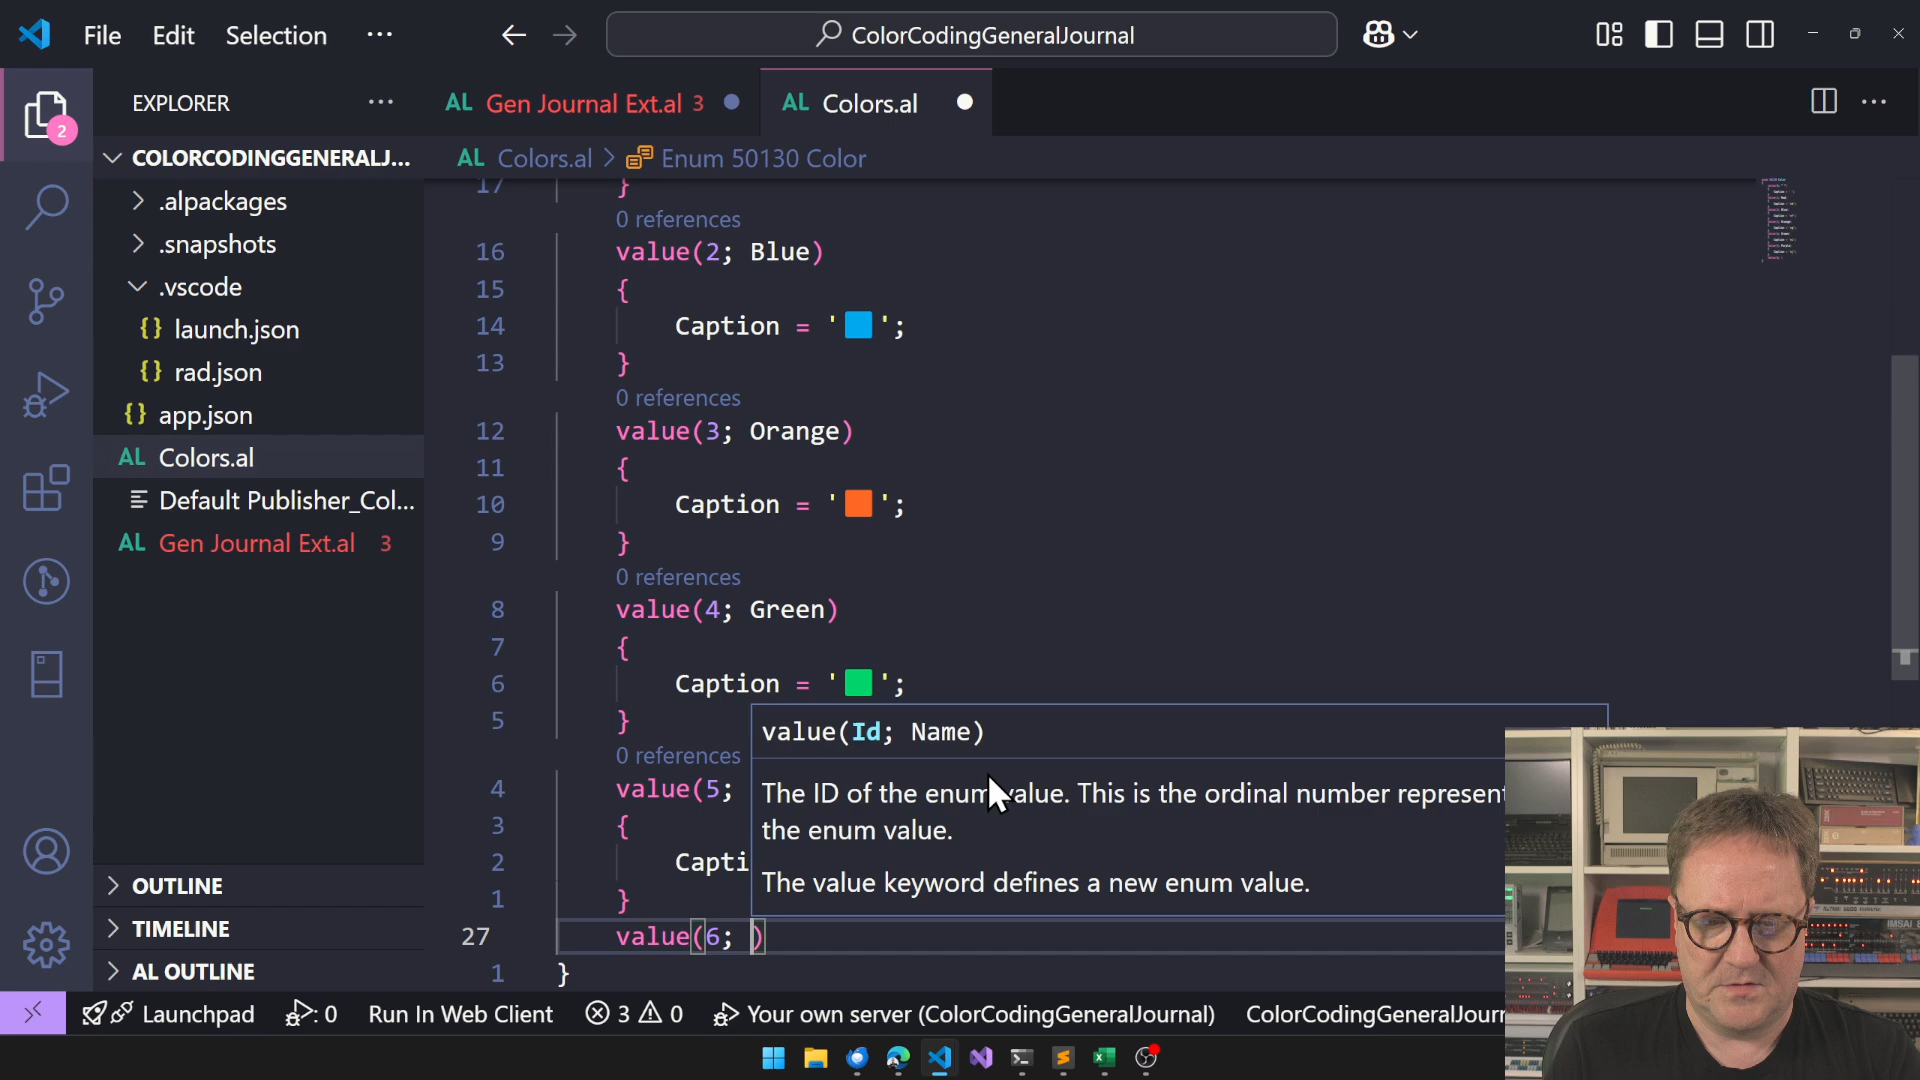 File Edit Selection ···
ColorCodingGeneralJournal
EXPLORER ···
AL Gen Journal Ext.al 3
AL Colors.al
COLORCODINGGENERALJ...
AL Colors.al > Enum 50130 Color
.alpackages
.snapshots
.vscode
{} launch.json
{} rad.json
{} app.json
AL Colors.al
Default Publisher_Col...
AL Gen Journal Ext.al 3
OUTLINE
TIMELINE
AL OUTLINE
2
17 }
0 references
16 value(2; Blue)
15 {
14 Caption = '🟦';
13 }
0 references
12 value(3; Orange)
11 {
10 Caption = '🟧';
9 }
0 references
8 value(4; Green)
7 {
6 Caption = '🟩';
5 }
0 references
4 value(5;
3 {
2 Capti
1 }
27 value(6; )
1 }
value(Id; Name)
The ID of the enum value. This is the ordinal number represent
the enum value.
The value keyword defines a new enum value.
Launchpad 0 Run In Web Client 3 0 Your own server (ColorCodingGeneralJournal) ColorCodingGeneralJourr